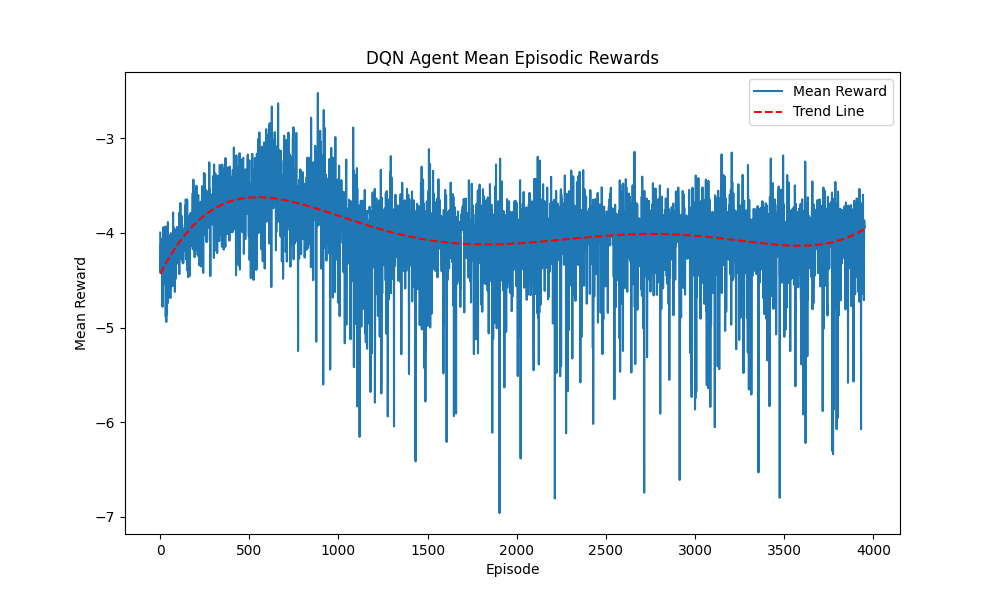 DQN Agent Mean Episodic Rewards
Mean Reward
Trend Line
−3
−4
−5
−6
−7
Mean Reward
0 500 1000 1500 2000 2500 3000 3500 4000
Episode